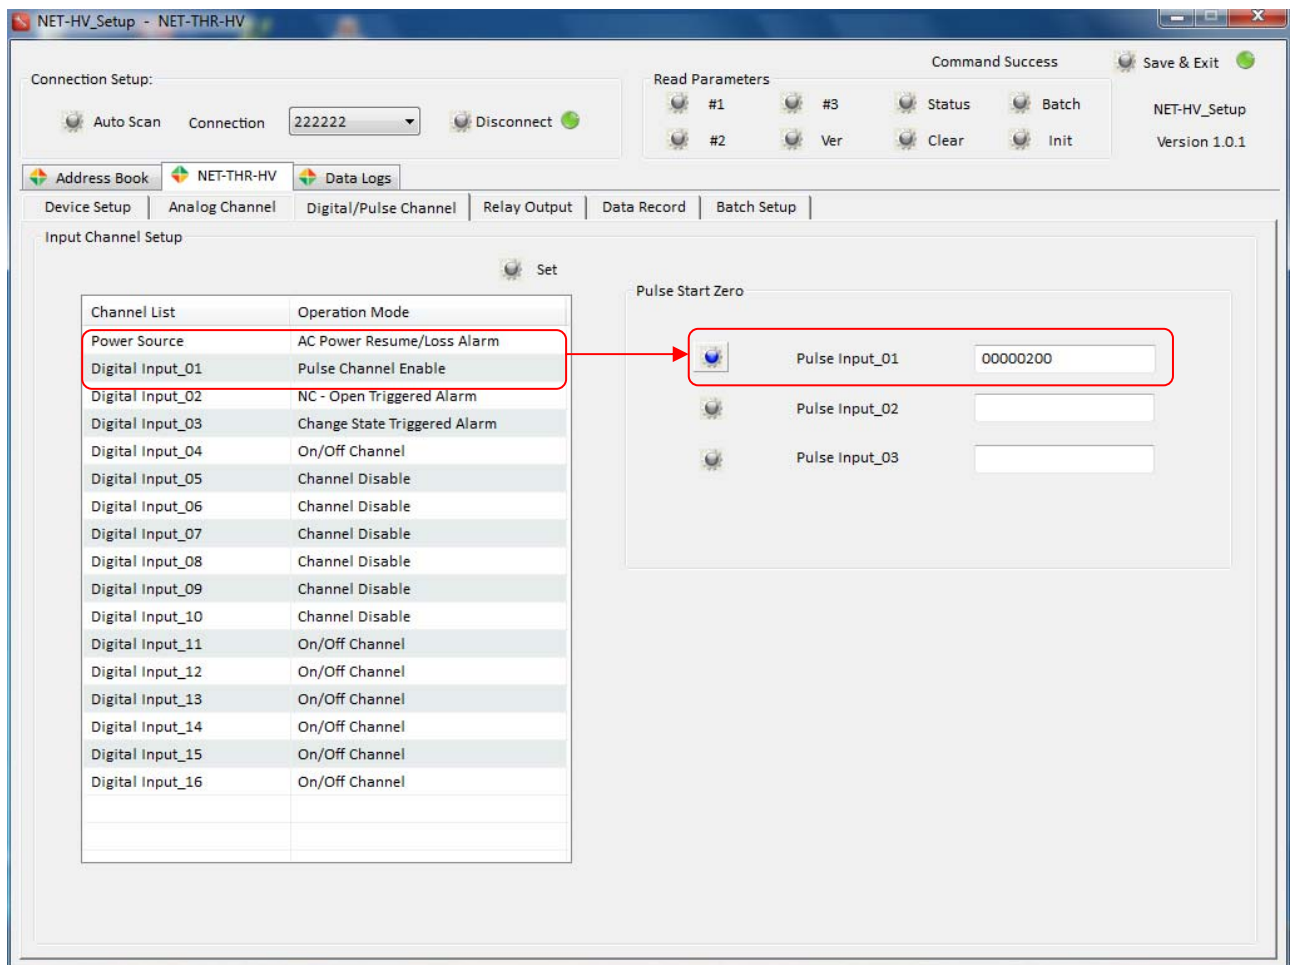 NET-HV_Setup - NET-THR-HV
Command Success
Save & Exit
Connection Setup:
Auto Scan
Connection
222222
Disconnect
Read Parameters
#1
#3
Status
Batch
#2
Ver
Clear
Init
NET-HV_Setup
Version 1.0.1
Address Book
NET-THR-HV
Data Logs
Device Setup
Analog Channel
Digital/Pulse Channel
Relay Output
Data Record
Batch Setup
Input Channel Setup
Set
Channel List Operation Mode
Power Source AC Power Resume/Loss Alarm
Digital Input_01 Pulse Channel Enable
Digital Input_02 NC - Open Triggered Alarm
Digital Input_03 Change State Triggered Alarm
Digital Input_04 On/Off Channel
Digital Input_05 Channel Disable
Digital Input_06 Channel Disable
Digital Input_07 Channel Disable
Digital Input_08 Channel Disable
Digital Input_09 Channel Disable
Digital Input_10 Channel Disable
Digital Input_11 On/Off Channel
Digital Input_12 On/Off Channel
Digital Input_13 On/Off Channel
Digital Input_14 On/Off Channel
Digital Input_15 On/Off Channel
Digital Input_16 On/Off Channel
Pulse Start Zero
Pulse Input_01 00000200
Pulse Input_02
Pulse Input_03